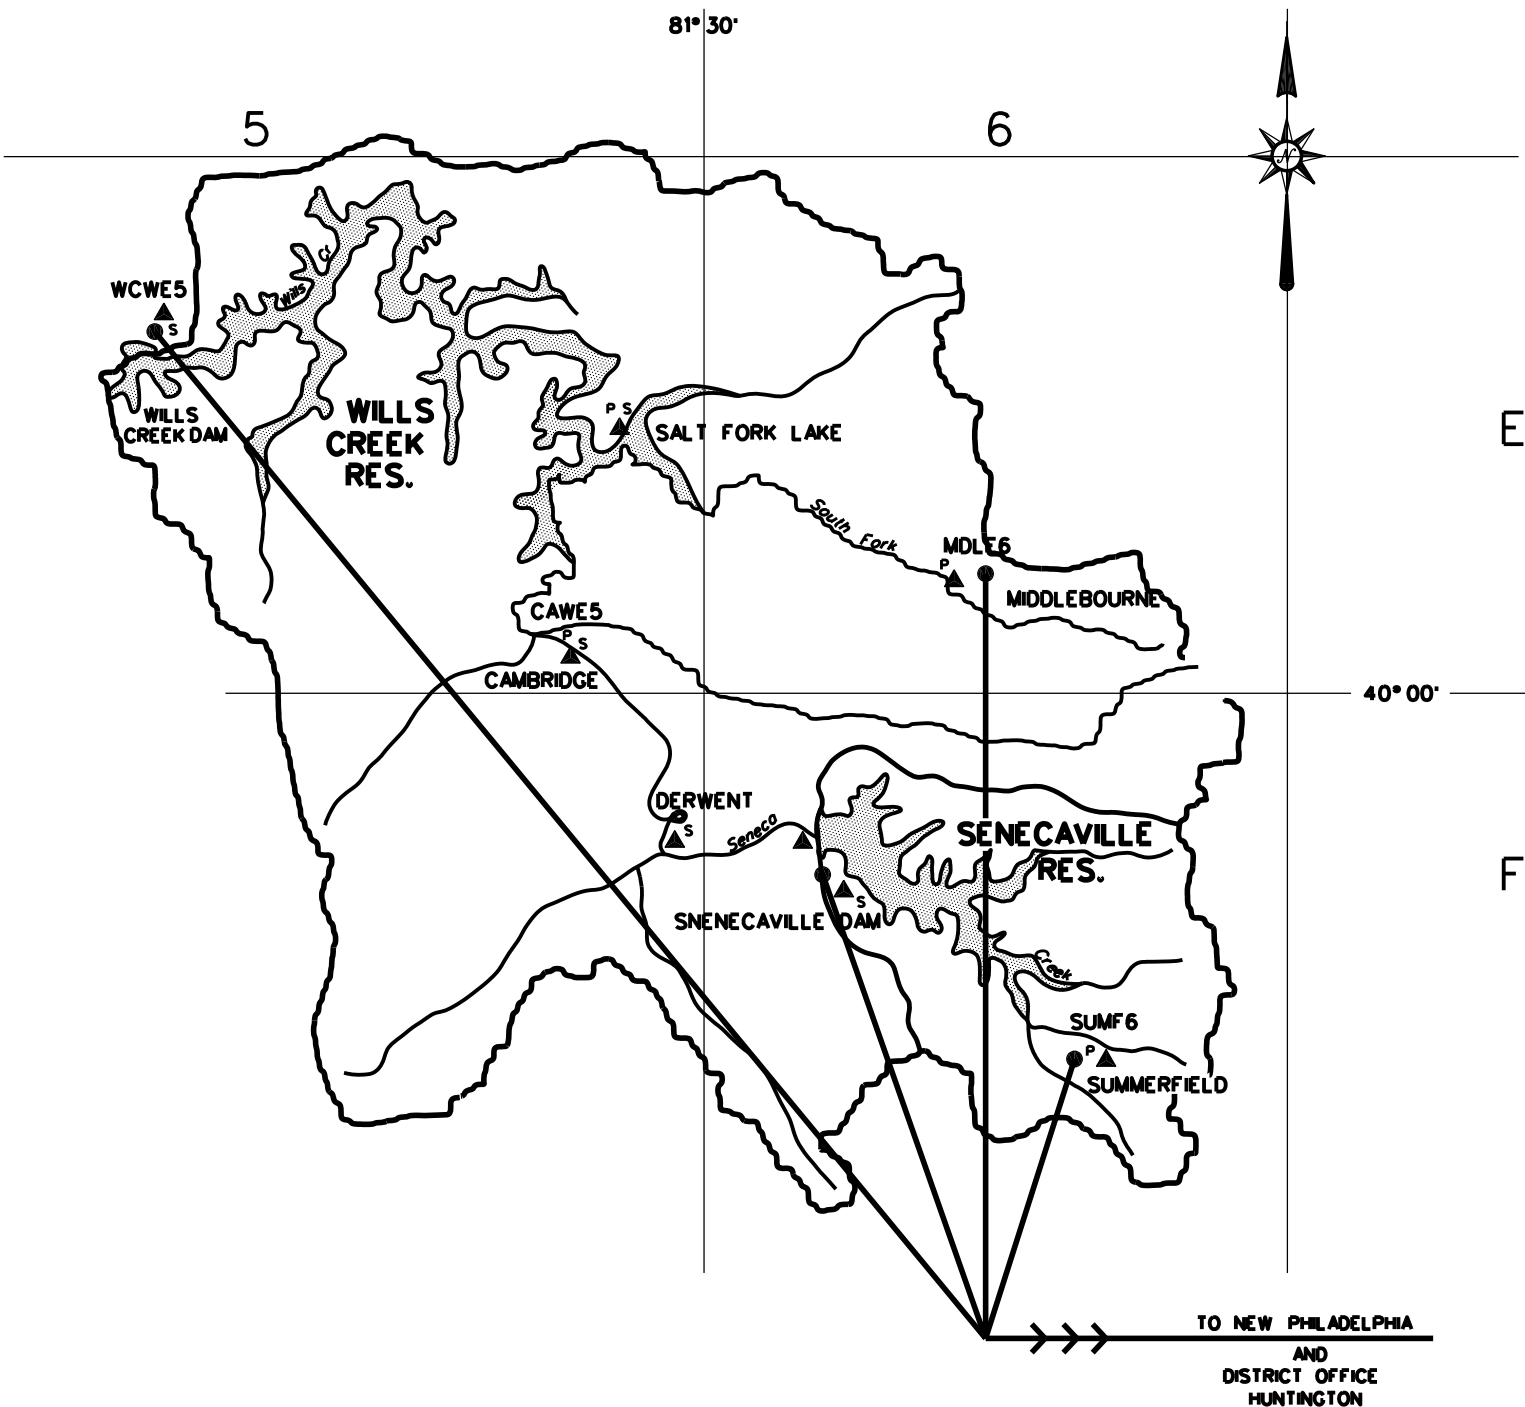 81° 30'
5
6
N
WCWE5
S
Wills Cr
WILLS
CREEK DAM
WILLS
CREEK
RES.
P S
SALT FORK LAKE
E
South Fork
MDLE6
P
MIDDLEBOURNE
CAWE5
P
S
CAMBRIDGE
40° 00'
DERWENT
S
Seneca
SENECAVILLE
RES.
F
S
SNENECAVILLE DAM
Creek
SUMF6
P
SUMMERFIELD
TO NEW PHILADELPHIA
AND
DISTRICT OFFICE
HUNTINGTON